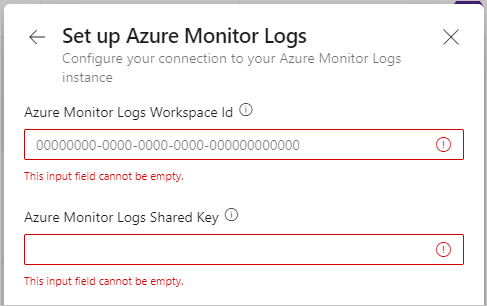 Set up Azure Monitor Logs
Configure your connection to your Azure Monitor Logs
instance
Azure Monitor Logs Workspace Id
00000000-0000-0000-0000-000000000000
This input field cannot be empty.
Azure Monitor Logs Shared Key
This input field cannot be empty.